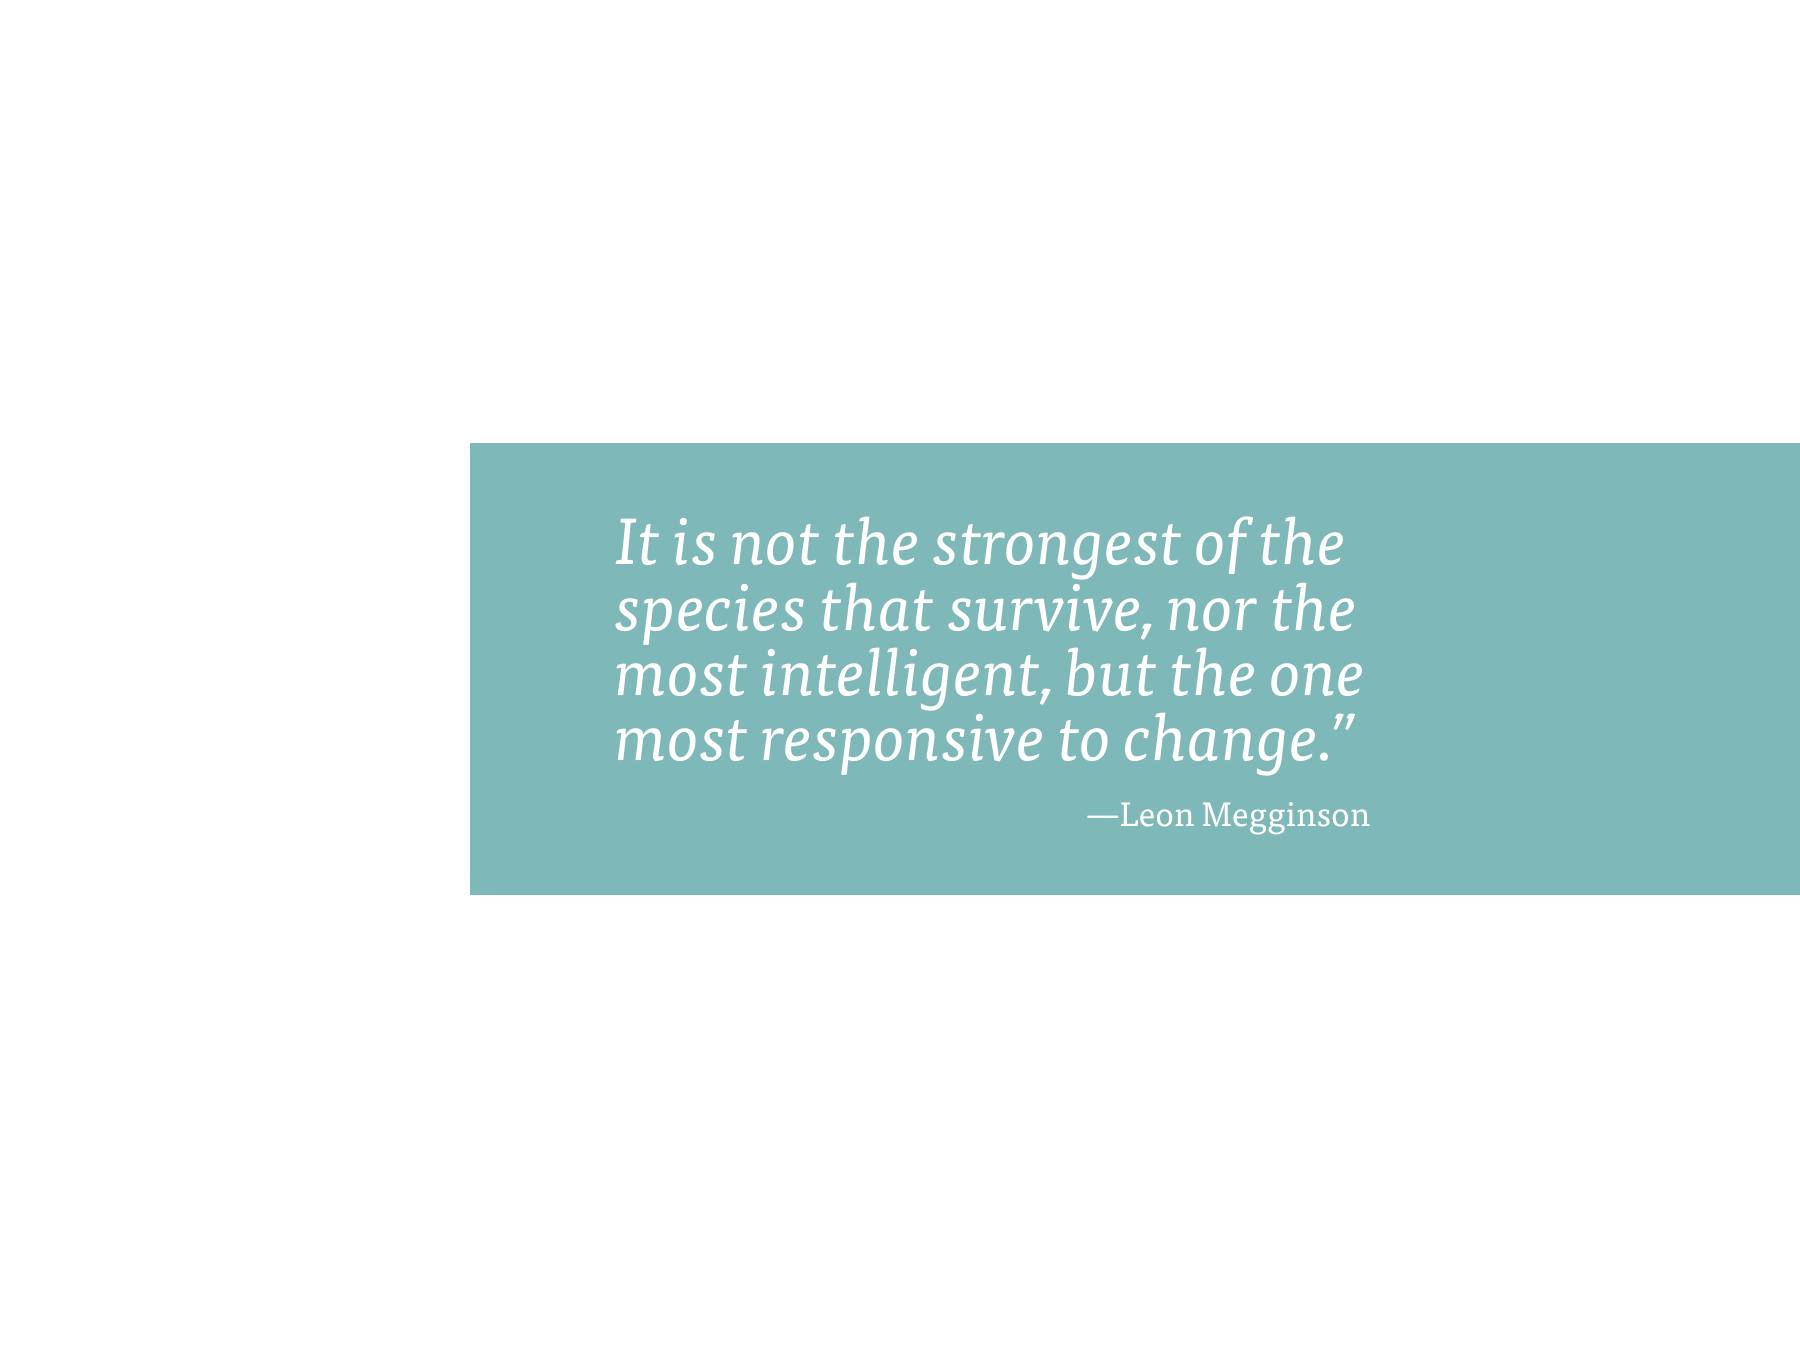 It is not the strongest of the
species that survive, nor the
most intelligent, but the one
most responsive to change.”
—Leon Megginson